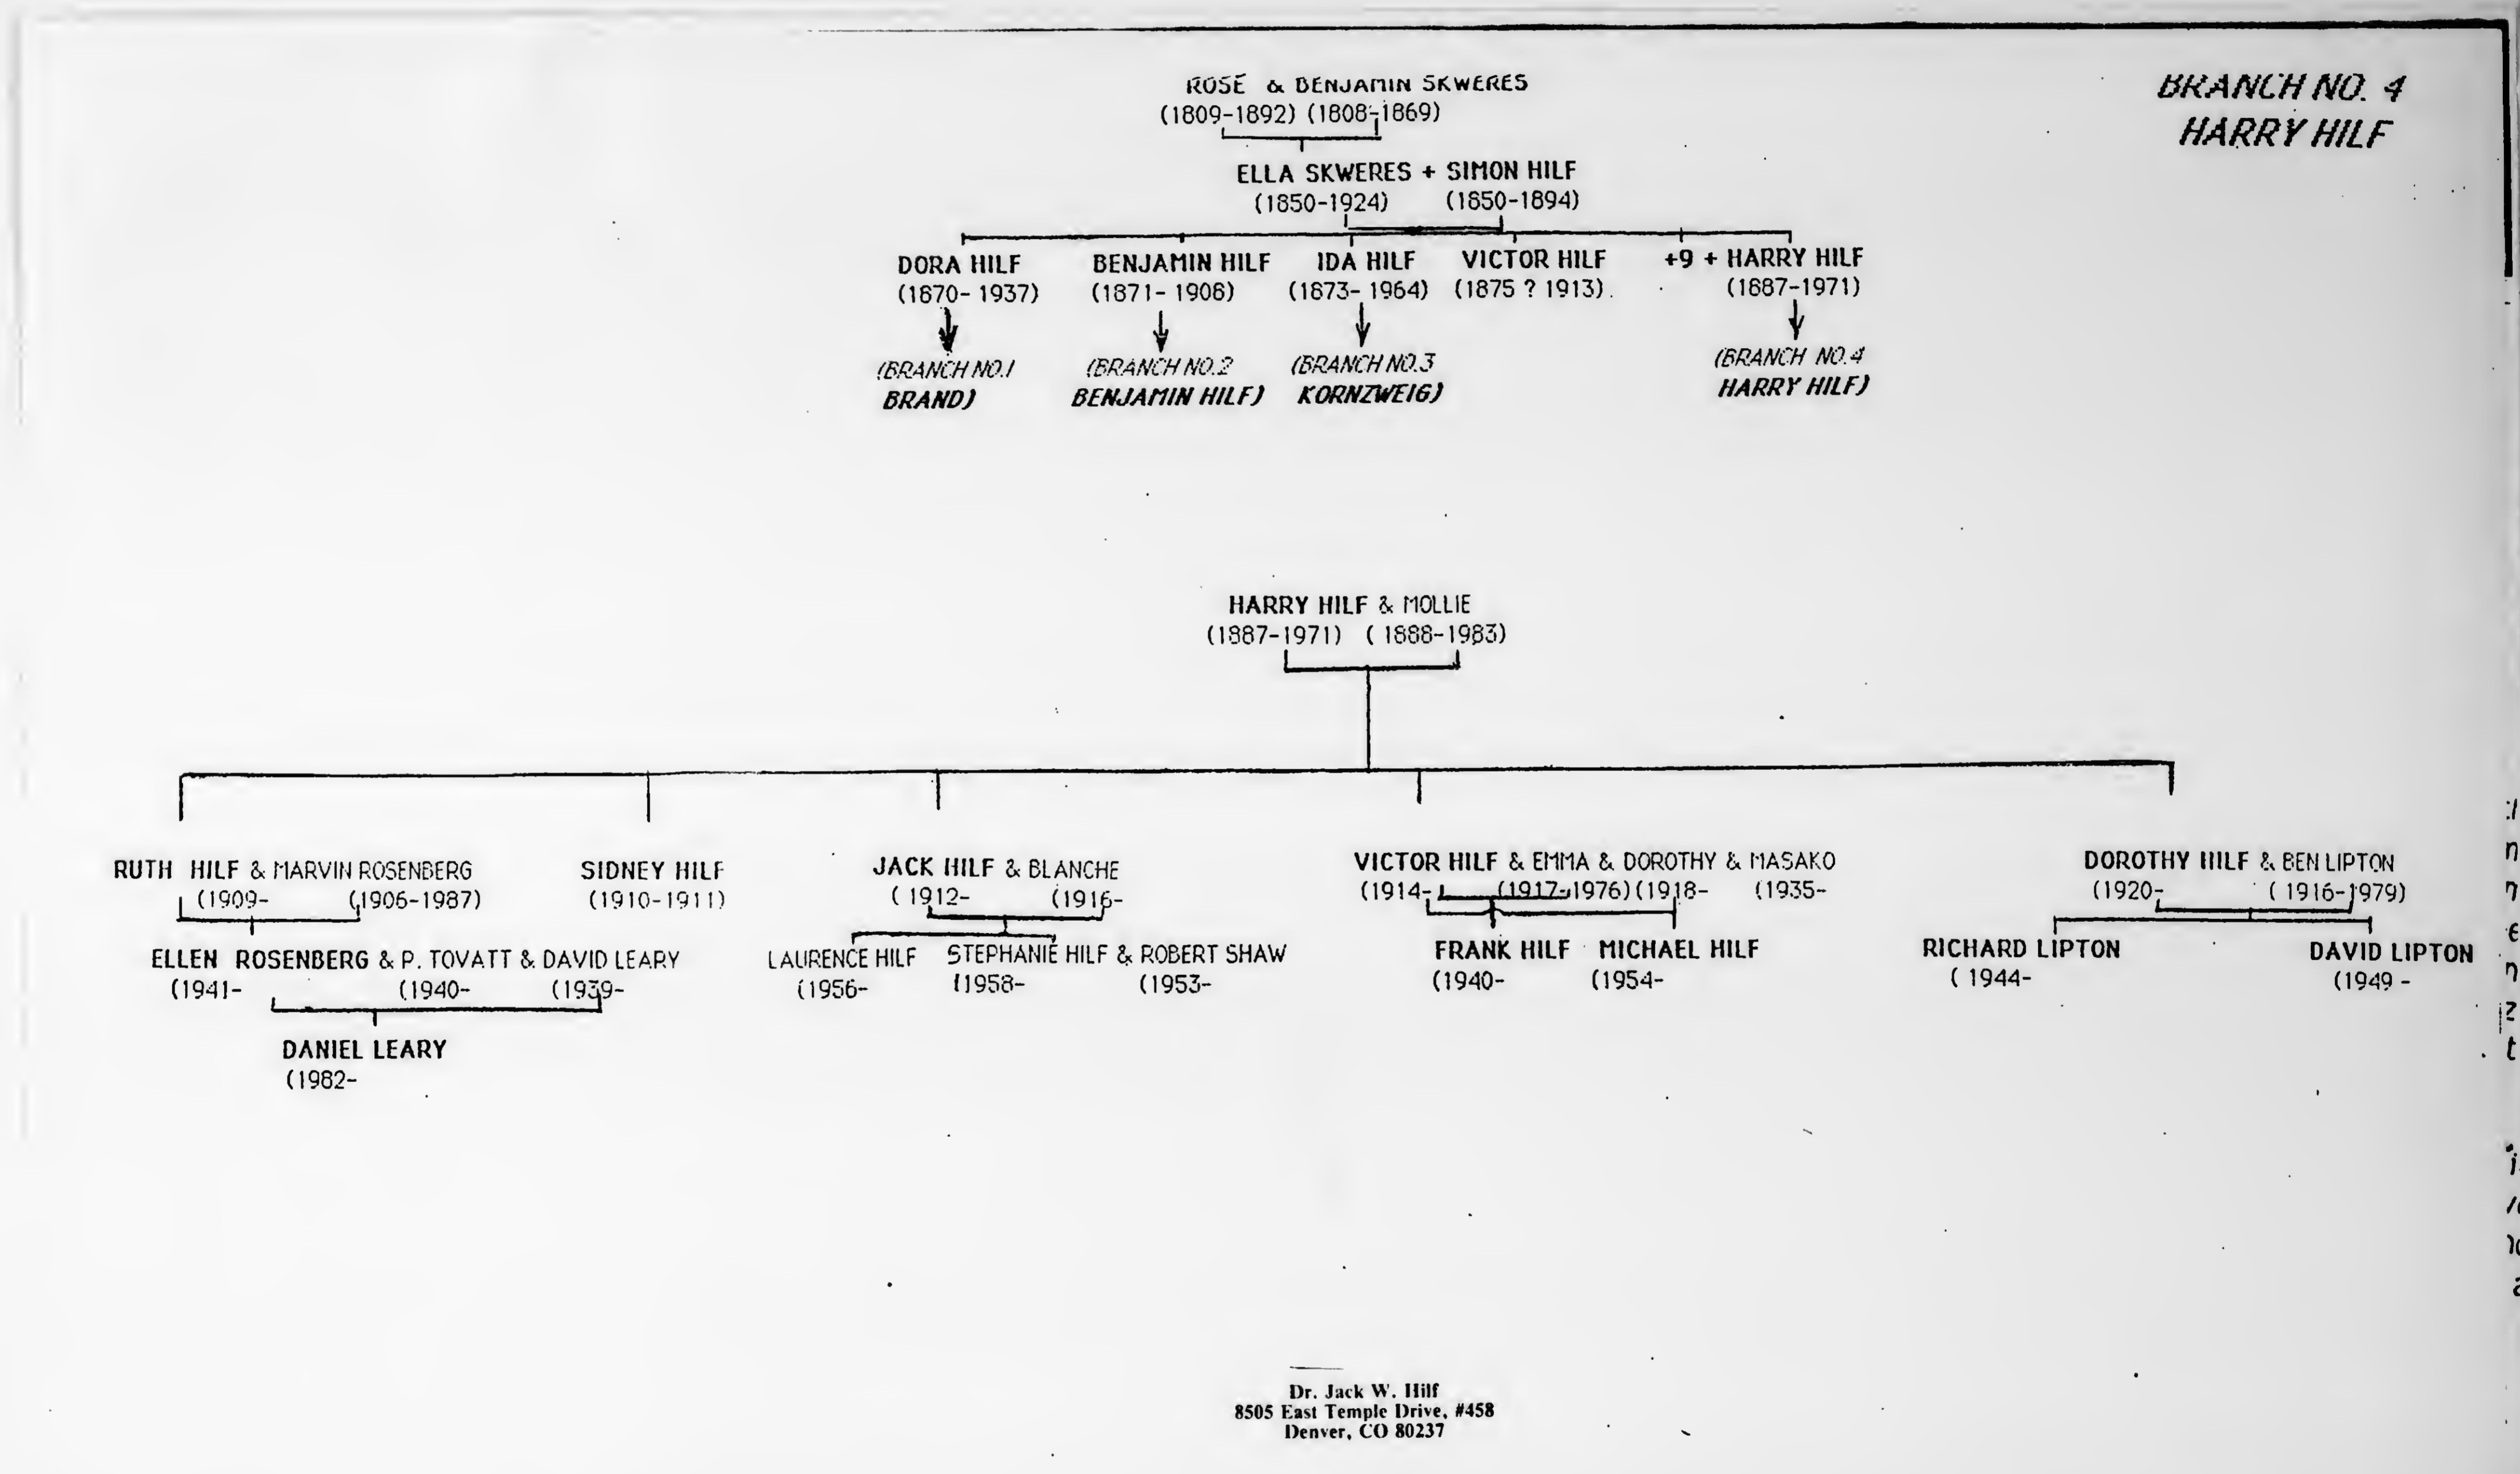 BRANCH NO. 4
HARRY HILF
ROSE & BENJAMIN SKWERES
(1809-1892) (1808-1869)
ELLA SKWERES + SIMON HILF
(1850-1924) (1850-1894)
DORA HILF BENJAMIN HILF IDA HILF VICTOR HILF +9 + HARRY HILF
(1870- 1937) (1871- 1908) (1873- 1964) (1875 ? 1913) (1887-1971)
(BRANCH NO.1 (BRANCH NO.2 (BRANCH NO.3 (BRANCH NO.4
BRAND) BENJAMIN HILF) KORNZWEIG) HARRY HILF)
HARRY HILF & MOLLIE
(1887-1971) ( 1888-1983)
RUTH HILF & MARVIN ROSENBERG SIDNEY HILF JACK HILF & BLANCHE VICTOR HILF & EMMA & DOROTHY & MASAKO DOROTHY HILF & BEN LIPTON
(1909- (1906-1987) (1910-1911) ( 1912- (1916- (1914- (1917-1976) (1918- (1935- (1920- ( 1916-1979)
ELLEN ROSENBERG & P. TOVATT & DAVID LEARY LAURENCE HILF STEPHANIE HILF & ROBERT SHAW FRANK HILF MICHAEL HILF RICHARD LIPTON DAVID LIPTON
(1941- (1940- (1939- (1956- (1958- (1953- (1940- (1954- ( 1944- (1949 -
DANIEL LEARY
(1982-
Dr. Jack W. Hilf
8505 East Temple Drive, #458
Denver, CO 80237